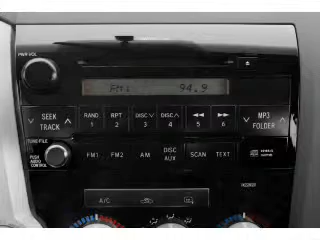 PWR·VOL
FM1 94.9
SEEK TRACK
RAND 1
RPT 2
DISC 3
DISC 4
5
6
MP3 FOLDER
TUNE/FILE
PUSH AUDIO CONTROL
FM1 FM2 AM DISC AUX SCAN TEXT
A/C